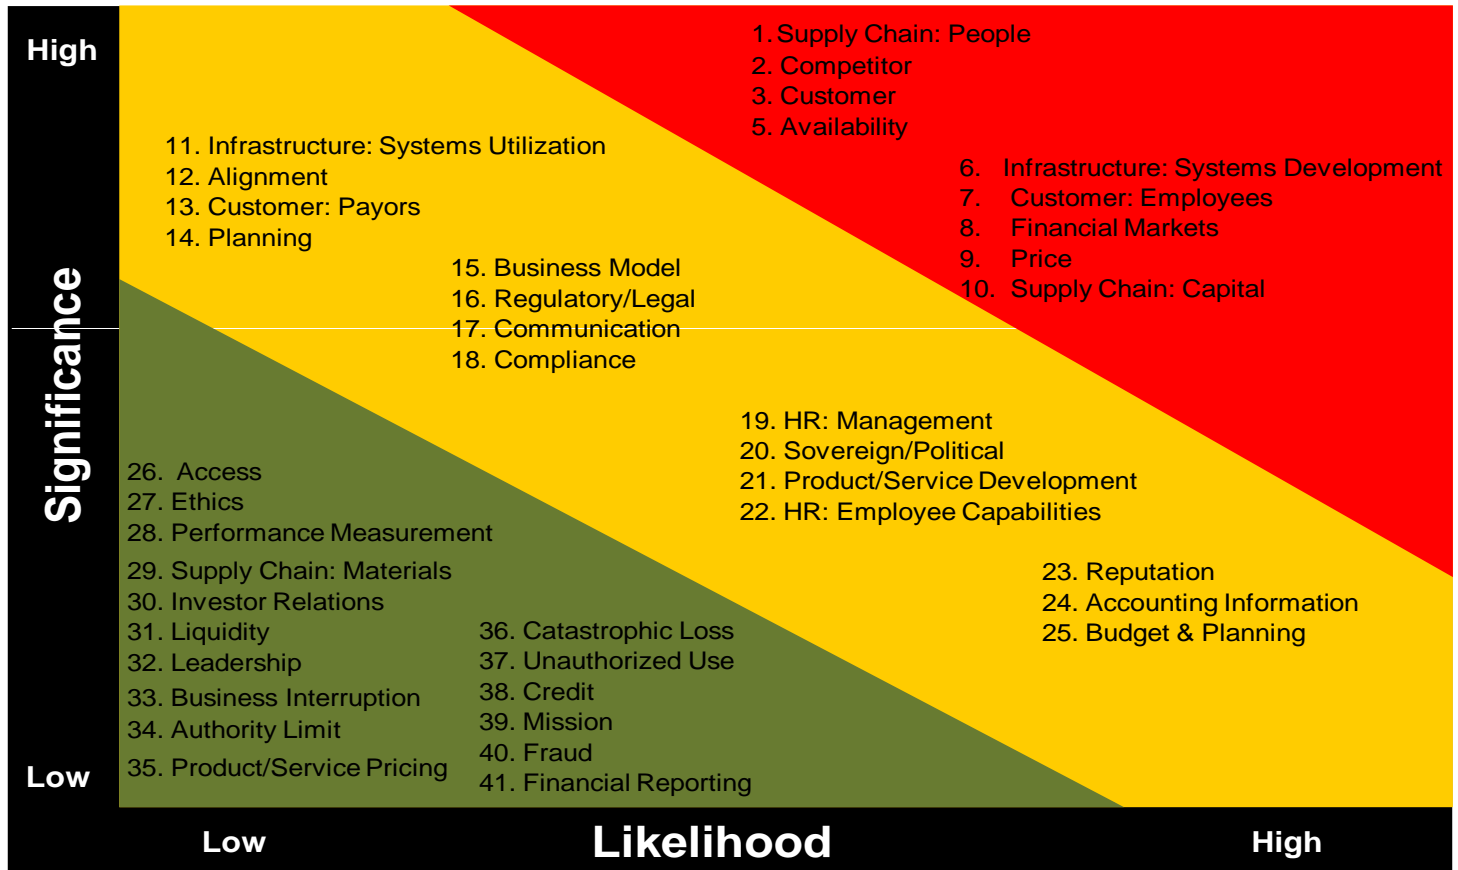 High
1. Supply Chain: People
2. Competitor
3. Customer
5. Availability
11. Infrastructure: Systems Utilization
12. Alignment
13. Customer: Payors
14. Planning
6. Infrastructure: Systems Development
7. Customer: Employees
8. Financial Markets
9. Price
10. Supply Chain: Capital
15. Business Model
16. Regulatory/Legal
17. Communication
18. Compliance
Significance
19. HR: Management
20. Sovereign/Political
21. Product/Service Development
22. HR: Employee Capabilities
26. Access
27. Ethics
28. Performance Measurement
29. Supply Chain: Materials
30. Investor Relations
31. Liquidity
32. Leadership
33. Business Interruption
34. Authority Limit
35. Product/Service Pricing
23. Reputation
24. Accounting Information
25. Budget & Planning
36. Catastrophic Loss
37. Unauthorized Use
38. Credit
39. Mission
40. Fraud
41. Financial Reporting
Low
Low
Likelihood
High